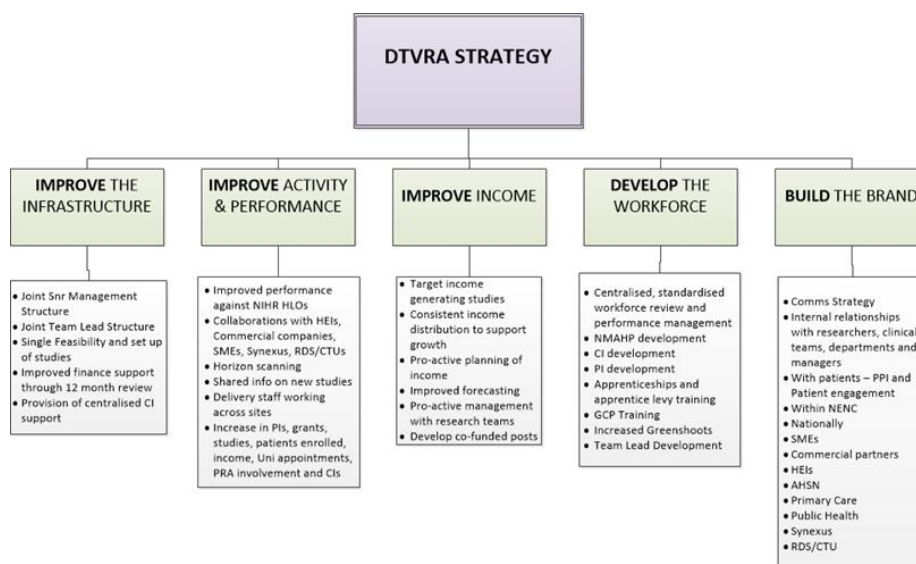 DTVRA STRATEGY
IMPROVE THE
INFRASTRUCTURE
• Joint Snr Management
Structure
• Joint Team Lead Structure
• Single Feasibility and set up
of studies
• Improved finance support
through 12 month review
• Provision of centralised CI
support
IMPROVE ACTIVITY
& PERFORMANCE
• Improved performance
against NIHR HLOs
• Collaborations with HEIs,
Commercial companies,
SMEs, Synexus, RDS/CTUs
• Horizon scanning
• Shared info on new studies
• Delivery staff working
across sites
• Increase in PIs, grants,
studies, patients enrolled,
income, Uni appointments,
PRA involvement and CIs
IMPROVE INCOME
• Target income
generating studies
• Consistent income
distribution to support
growth
• Pro-active planning of
income
• Improved forecasting
• Pro-active management
with research teams
• Develop co-funded posts
DEVELOP THE
WORKFORCE
• Centralised, standardised
workforce review and
performance management
• NMAHP development
• CI development
• PI development
• Apprenticeships and
apprentice levy training
• GCP Training
• Increased Greenshoots
• Team Lead Development
BUILD THE BRAND
• Comms Strategy
• Internal relationships
with researchers, clinical
teams, departments and
managers
• With patients – PPI and
Patient engagement
• Within NENC
• Nationally
• SMEs
• Commercial partners
• HEIs
• AHSN
• Primary Care
• Public Health
• Synexus
• RDS/CTU